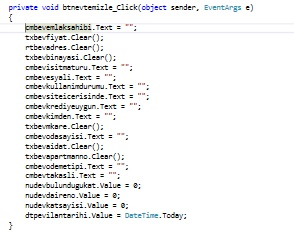 private void btnevtemizle_Click(object sender, EventArgs e)
{
cmbevemlaksahibi.Text = "";
txbevfiyat.Clear();
rtbevadres.Clear();
txbevbinayasi.Clear();
cmbevisitmaturu.Text = "";
cmbevesyali.Text = "";
cmbevkullanimdurumu.Text = "";
cmbevsiteicerisinde.Text = "";
cmbevkrediyeuygun.Text = "";
cmbevkimden.Text = "";
txbevmkare.Clear();
cmbevodasayisi.Text = "";
txbevaidat.Clear();
txbevapartmanno.Clear();
cmbevodemetipi.Text = "";
cmbevtakasli.Text = "";
nudevbulundugukat.Value = 0;
nudevdaireno.Value = 0;
nudevkatsayisi.Value = 0;
dtpevilantarihi.Value = DateTime.Today;
}